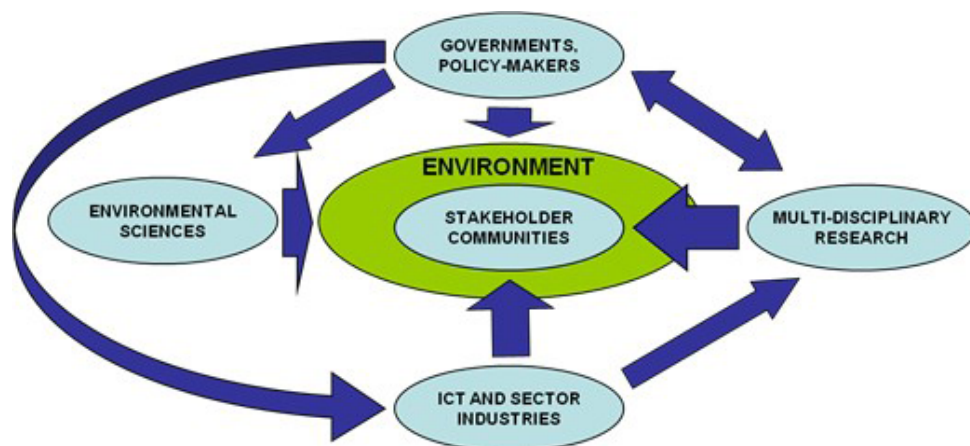 GOVERNMENTS,
POLICY-MAKERS
ENVIRONMENT
ENVIRONMENTAL
SCIENCES
STAKEHOLDER
COMMUNITIES
MULTI-DISCIPLINARY
RESEARCH
ICT AND SECTOR
INDUSTRIES